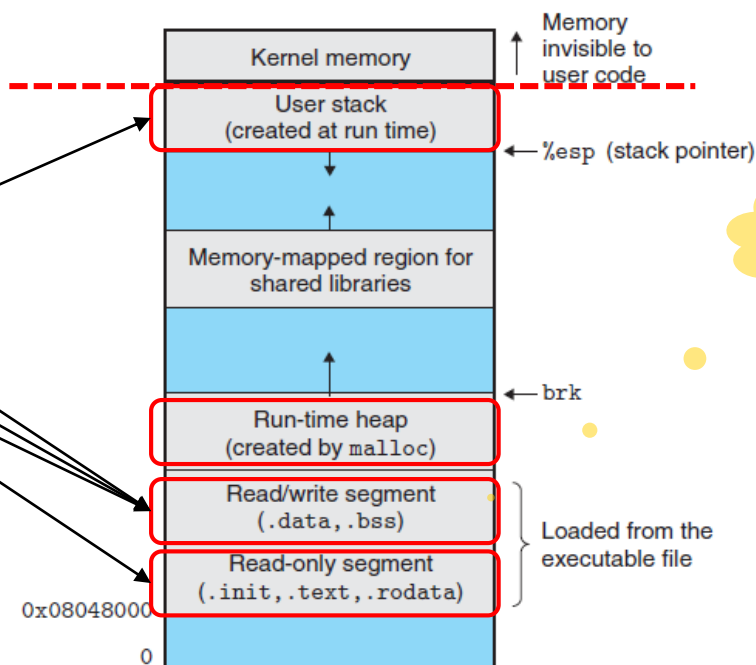 Kernel memory
Memory
invisible to
user code
User stack
(created at run time)
%esp (stack pointer)
Memory-mapped region for
shared libraries
brk
Run-time heap
(created by malloc)
Read/write segment
(.data,.bss)
Loaded from the
executable file
Read-only segment
(.init,.text,.rodata)
0x08048000
0